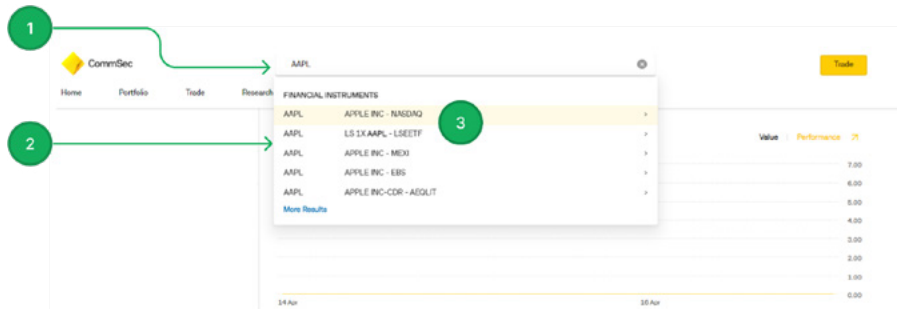 1
CommSec
AAPL
Trade
Home Portfolio Trade Research
FINANCIAL INSTRUMENTS
AAPL APPLE INC - NASDAQ
3
AAPL LS 1X AAPL - LSEETF
2
Value Performance
AAPL APPLE INC - MEXI
AAPL APPLE INC - EBS
AAPL APPLE INC-CDR - AEQLIT
More Results
7.00
6.00
5.00
4.00
3.00
2.00
1.00
0.00
14 Apr 16 Apr